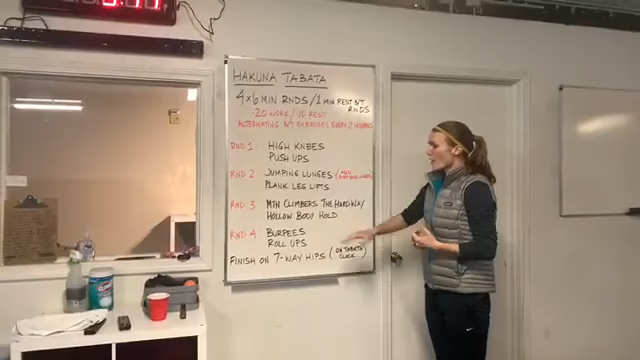 HAKUNA TABATA
4x6 MIN RNDS / 1 MIN REST B/T RNDS
-20 WORK / 10 REST
ALTERNATING B/T EXERCISES EVERY 2 MINUTES
RND 1 HIGH KNEES
PUSH UPS
RND 2 JUMPING LUNGES (
PLANK LEG LIFTS
RND 3 MTN CLIMBERS THE HARD WAY
HOLLOW BODY HOLD
RND 4 BURPEES
ROLL UPS
FINISH ON 7-WAY HIPS (ON TABATA CLOCK)